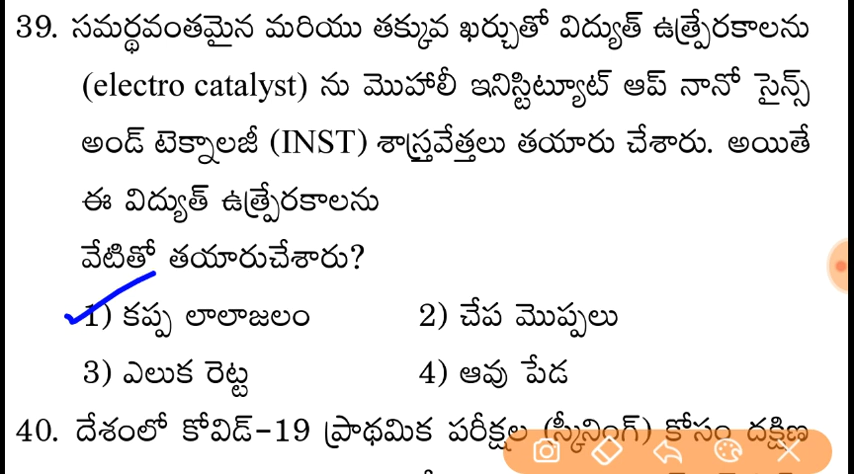 39. సమర్థవంతమైన మరియు తక్కువ ఖర్చుతో విద్యుత్ ఉత్ప్రేరకాలను
(electro catalyst) ను మొహాలీ ఇనిస్టిట్యూట్ ఆప్ నానో సైన్స్
అండ్ టెక్నాలజీ (INST) శాస్త్రవేత్తలు తయారు చేశారు. అయితే
ఈ విద్యుత్ ఉత్ప్రేరకాలను
వేటితో తయారుచేశారు?
1) కప్ప లాలాజలం 2) చేప మొప్పలు
3) ఎలుక రెట్ట 4) ఆవు పేడ
40. దేశంలో కోవిడ్-19 ప్రాథమిక పరీక్షల (స్క్రీనింగ్) కోసం దక్షిణ